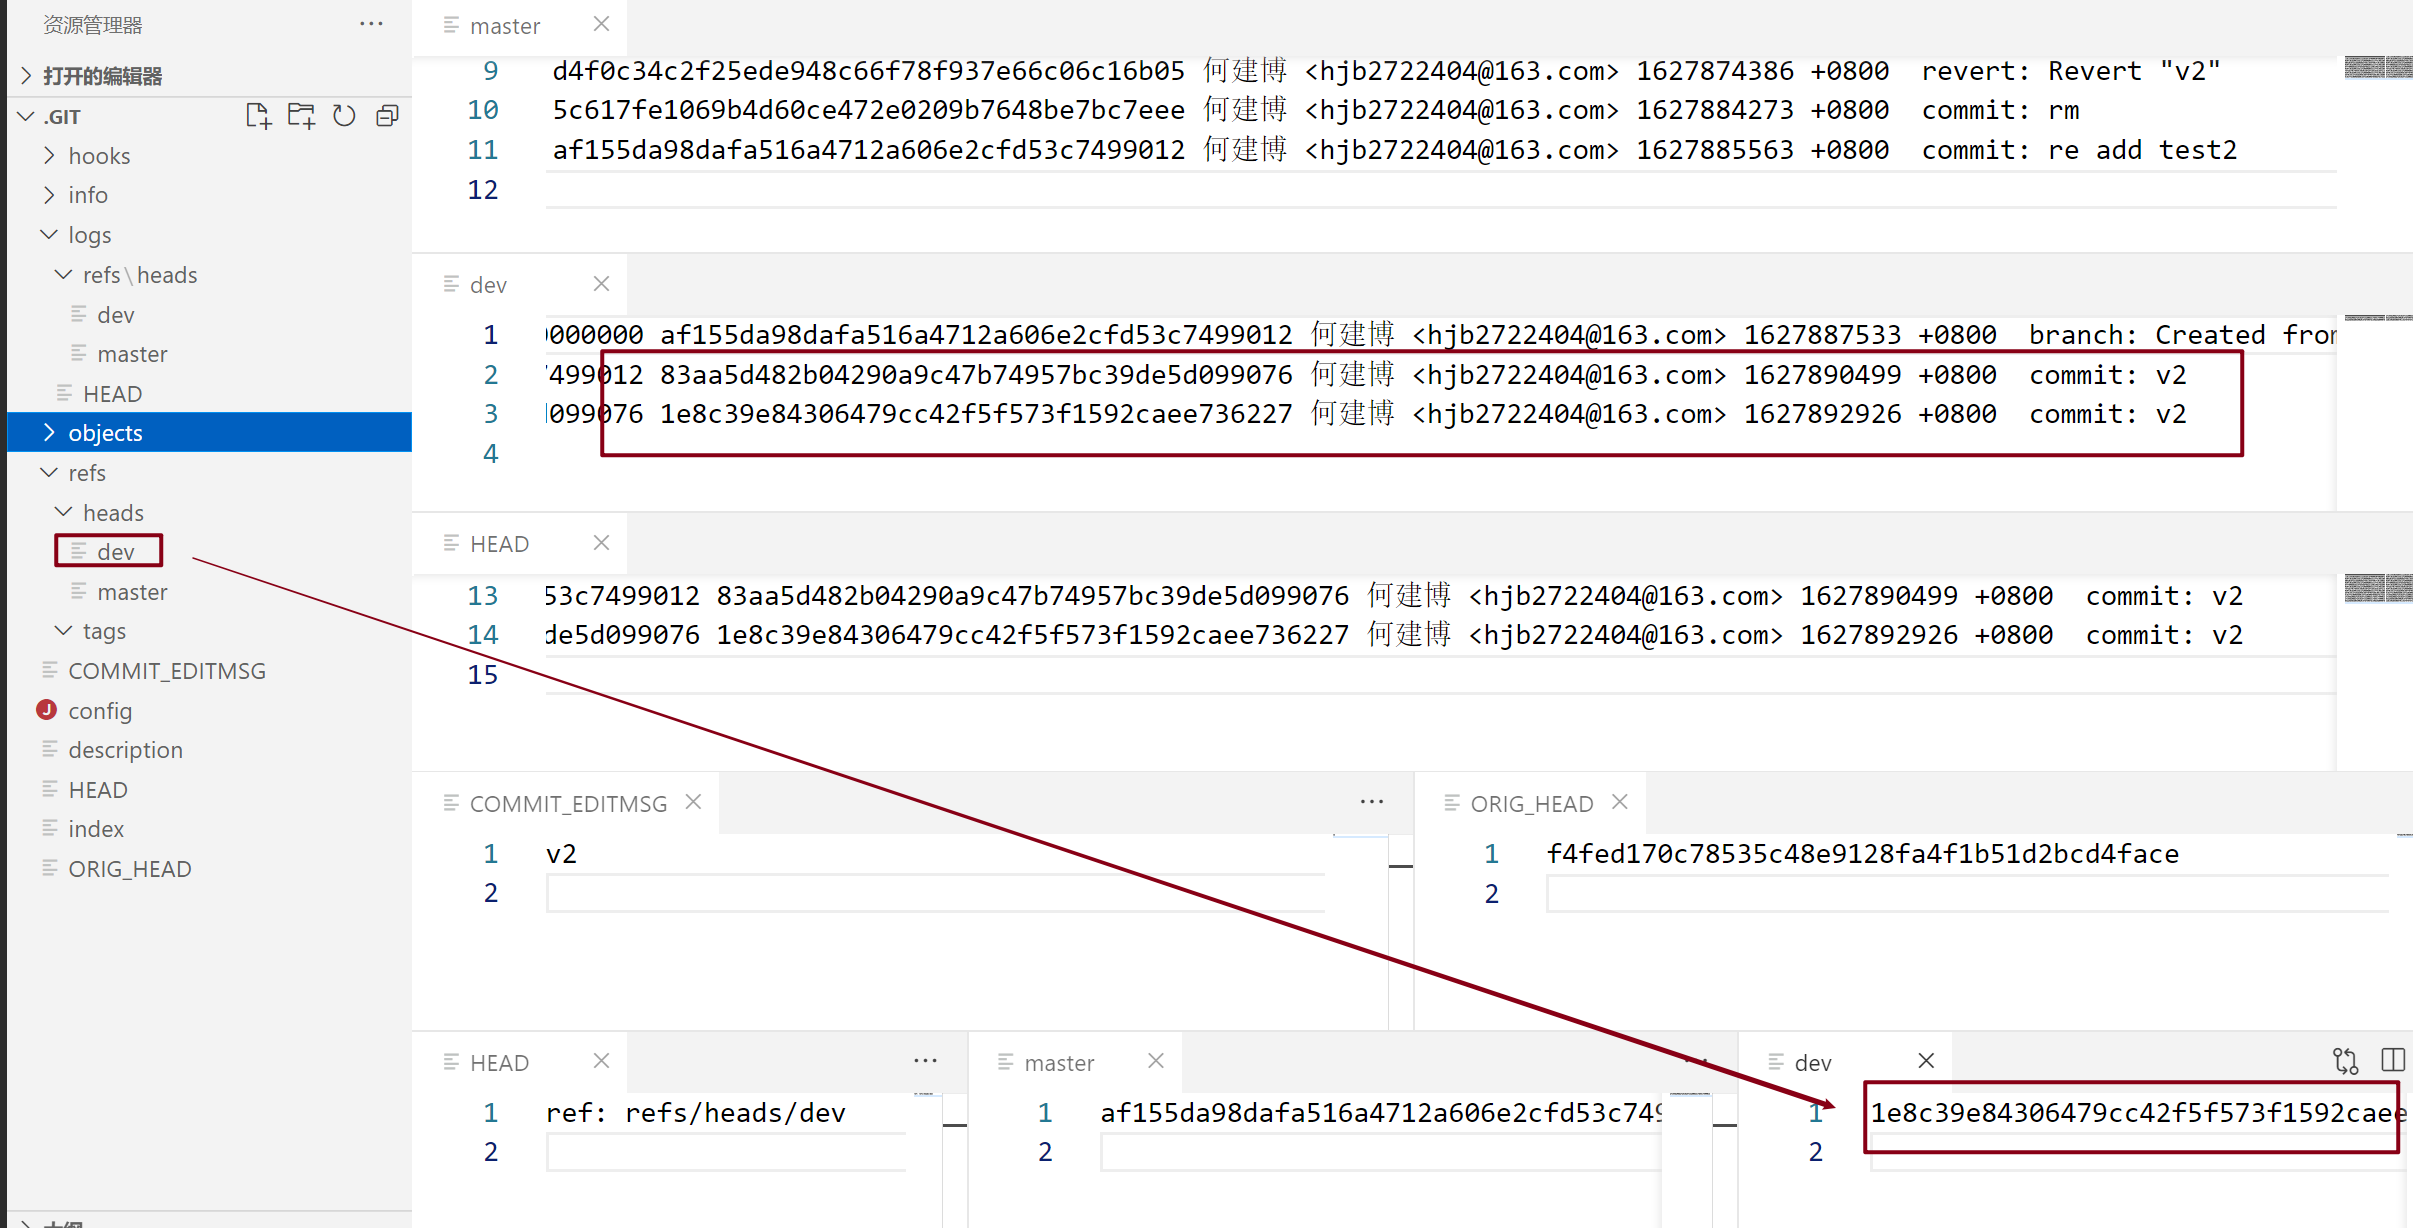 资源管理器
打开的编辑器
.GIT
hooks
info
logs
refs\heads
dev
master
HEAD
objects
refs
heads
dev
master
tags
COMMIT_EDITMSG
config
description
HEAD
index
ORIG_HEAD
master
9 d4f0c34c2f25ede948c66f78f937e66c06c16b05 何建博 <hjb2722404@163.com> 1627874386 +0800 revert: Revert "v2"
10 5c617fe1069b4d60ce472e0209b7648be7bc7eee 何建博 <hjb2722404@163.com> 1627884273 +0800 commit: rm
11 af155da98dafa516a4712a606e2cfd53c7499012 何建博 <hjb2722404@163.com> 1627885563 +0800 commit: re add test2
12
dev
1 0000000 af155da98dafa516a4712a606e2cfd53c7499012 何建博 <hjb2722404@163.com> 1627887533 +0800 branch: Created from
2 7499012 83aa5d482b04290a9c47b74957bc39de5d099076 何建博 <hjb2722404@163.com> 1627890499 +0800 commit: v2
3 d099076 1e8c39e84306479cc42f5f573f1592caee736227 何建博 <hjb2722404@163.com> 1627892926 +0800 commit: v2
4
HEAD
13 53c7499012 83aa5d482b04290a9c47b74957bc39de5d099076 何建博 <hjb2722404@163.com> 1627890499 +0800 commit: v2
14 de5d099076 1e8c39e84306479cc42f5f573f1592caee736227 何建博 <hjb2722404@163.com> 1627892926 +0800 commit: v2
15
COMMIT_EDITMSG
1 v2
2
ORIG_HEAD
1 f4fed170c78535c48e9128fa4f1b51d2bcd4face
2
HEAD
1 ref: refs/heads/dev
2
master
1 af155da98dafa516a4712a606e2cfd53c749
2
dev
1 1e8c39e84306479cc42f5f573f1592caee
2